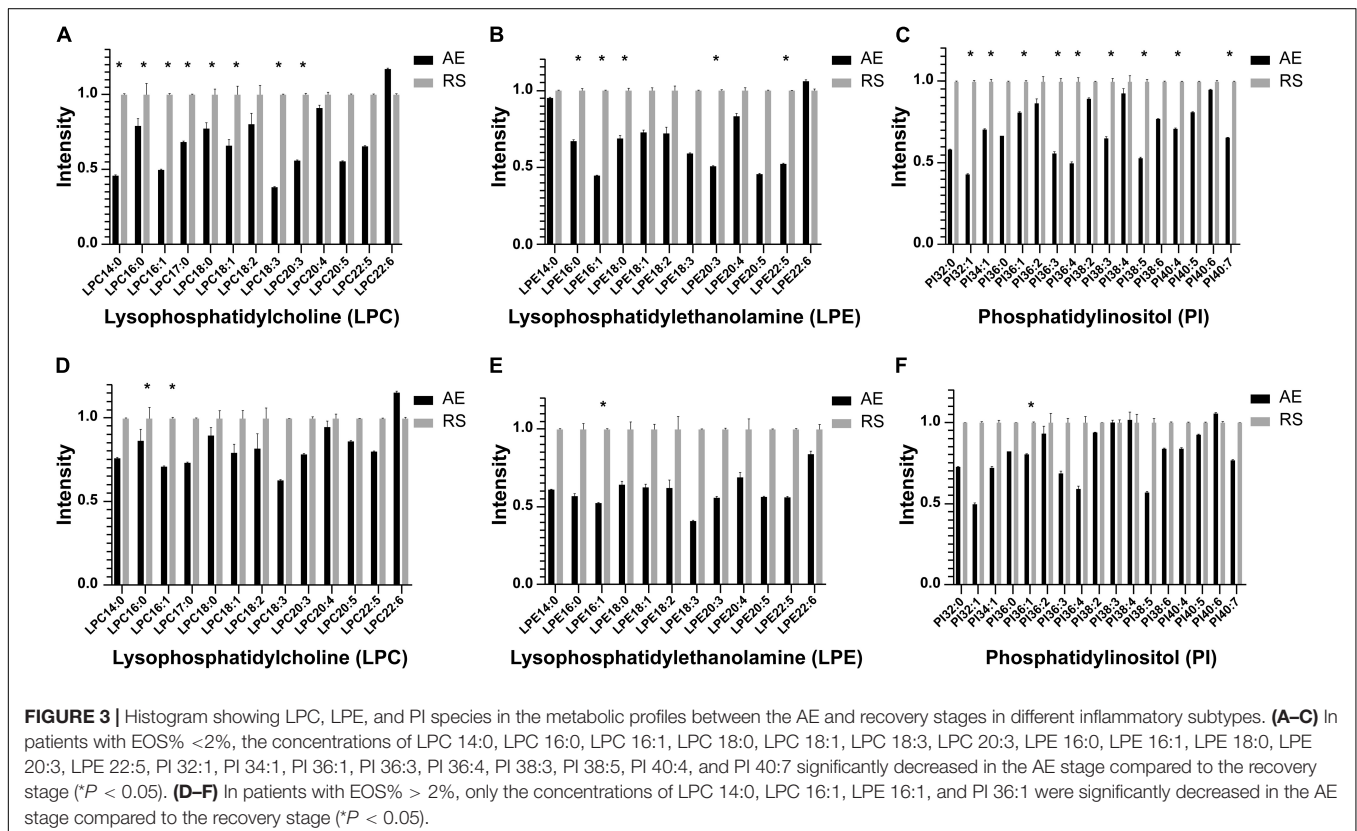 A
* * * * * * * *
AE
RS
Intensity
1.0
0.5
0.0
LPC14:0
LPC16:0
LPC16:1
LPC17:0
LPC18:0
LPC18:1
LPC18:2
LPC18:3
LPC20:3
LPC20:4
LPC20:5
LPC22:5
LPC22:6
Lysophosphatidylcholine (LPC)
B
* * * * *
AE
RS
Intensity
1.0
0.5
0.0
LPE14:0
LPE16:0
LPE16:1
LPE18:0
LPE18:1
LPE18:2
LPE18:3
LPE20:3
LPE20:4
LPE20:5
LPE22:5
LPE22:6
Lysophosphatidylethanolamine (LPE)
C
* * * * * * * * *
AE
RS
Intensity
1.0
0.5
0.0
PI32:0
PI32:1
PI34:1
PI36:0
PI36:1
PI36:2
PI36:3
PI36:4
PI38:2
PI38:3
PI38:4
PI38:5
PI38:6
PI40:4
PI40:5
PI40:6
PI40:7
Phosphatidylinositol (PI)
D
* *
AE
RS
Intensity
1.0
0.5
0.0
LPC14:0
LPC16:0
LPC16:1
LPC17:0
LPC18:0
LPC18:1
LPC18:2
LPC18:3
LPC20:3
LPC20:4
LPC20:5
LPC22:5
LPC22:6
Lysophosphatidylcholine (LPC)
E
*
AE
RS
Intensity
1.0
0.5
0.0
LPE14:0
LPE16:0
LPE16:1
LPE18:0
LPE18:1
LPE18:2
LPE18:3
LPE20:3
LPE20:4
LPE20:5
LPE22:5
LPE22:6
Lysophosphatidylethanolamine (LPE)
F
*
AE
RS
Intensity
1.0
0.5
0.0
PI32:0
PI32:1
PI34:1
PI36:0
PI36:1
PI36:2
PI36:3
PI36:4
PI38:2
PI38:3
PI38:4
PI38:5
PI38:6
PI40:4
PI40:5
PI40:6
PI40:7
Phosphatidylinositol (PI)
FIGURE 3 | Histogram showing LPC, LPE, and PI species in the metabolic profiles between the AE and recovery stages in different inflammatory subtypes. (A–C) In
patients with EOS% <2%, the concentrations of LPC 14:0, LPC 16:0, LPC 16:1, LPC 18:0, LPC 18:1, LPC 18:3, LPC 20:3, LPE 16:0, LPE 16:1, LPE 18:0, LPE
20:3, LPE 22:5, PI 32:1, PI 34:1, PI 36:1, PI 36:3, PI 36:4, PI 38:3, PI 38:5, PI 40:4, and PI 40:7 significantly decreased in the AE stage compared to the recovery
stage (*P < 0.05). (D–F) In patients with EOS% > 2%, only the concentrations of LPC 14:0, LPC 16:1, LPE 16:1, and PI 36:1 were significantly decreased in the AE
stage compared to the recovery stage (*P < 0.05).